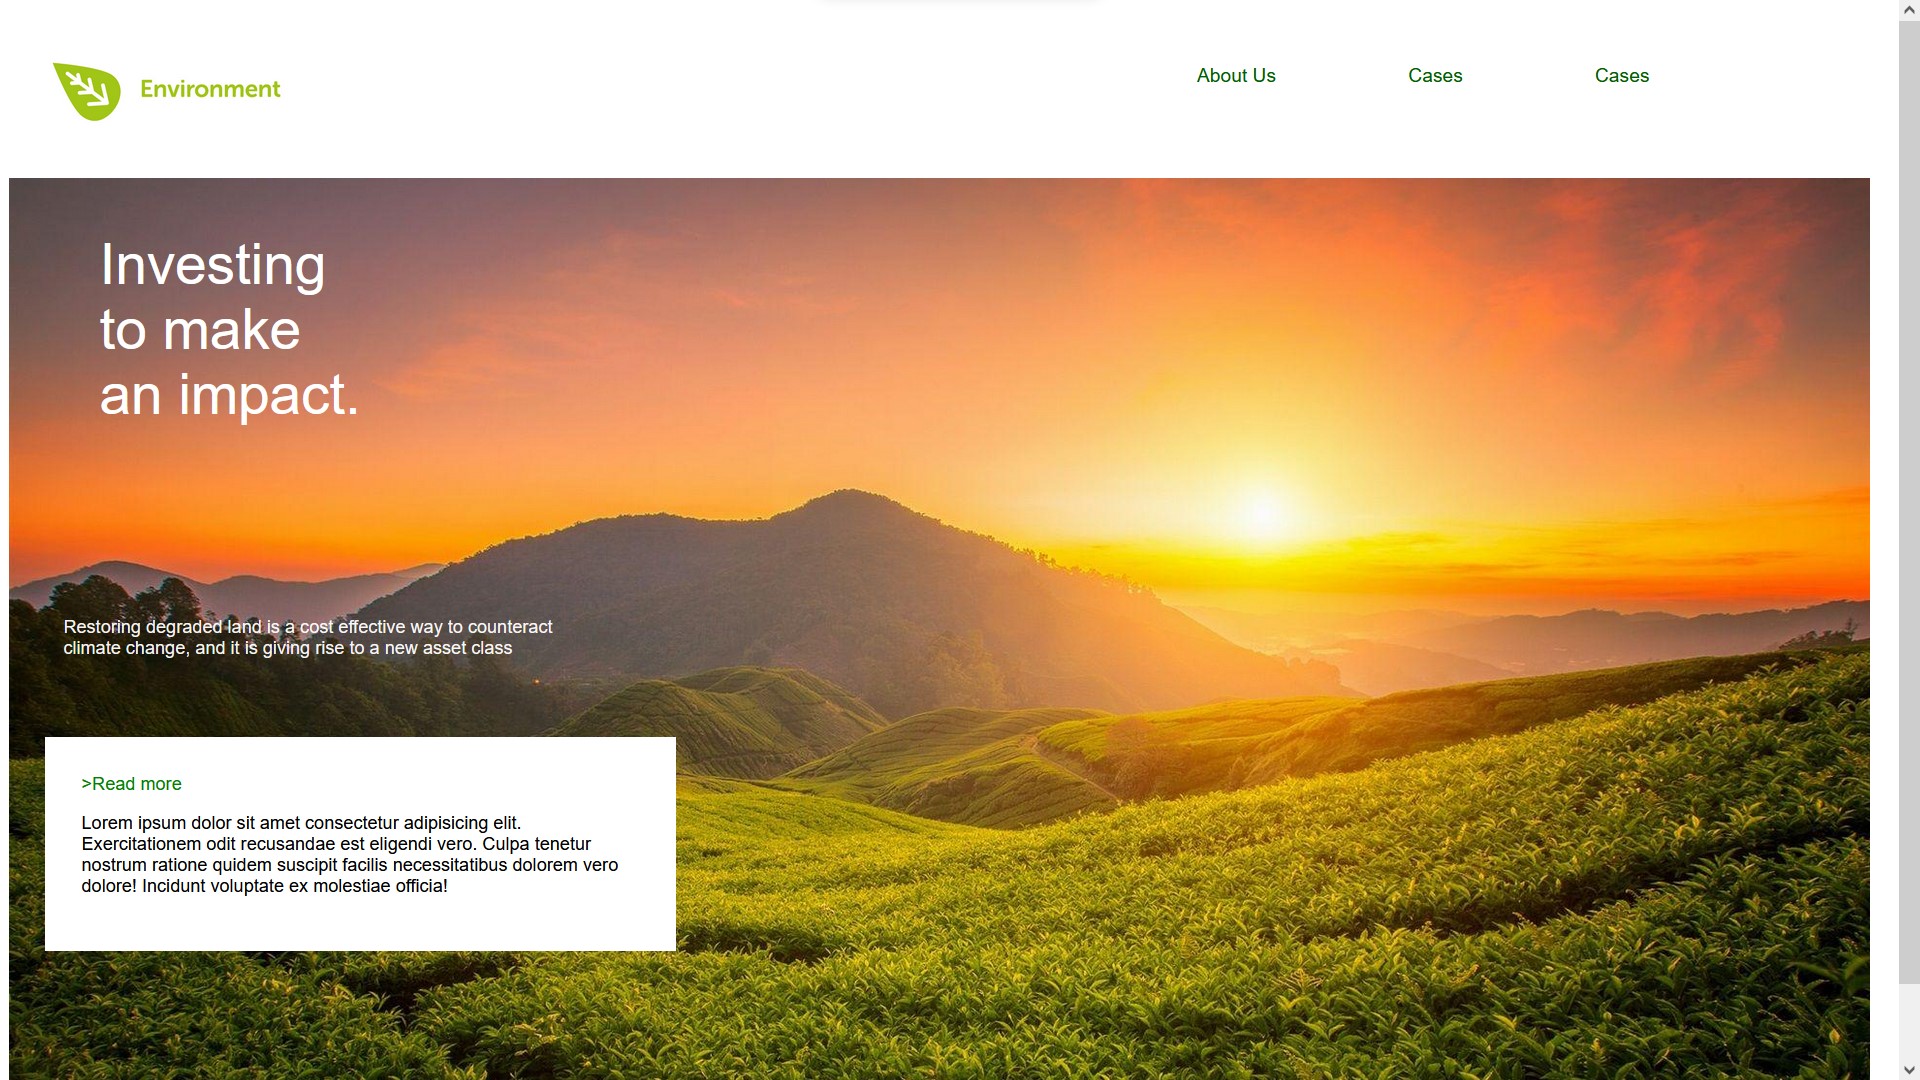 Environment
About Us
Cases
Cases
Investing
to make
an impact.
Restoring degraded land is a cost effective way to counteract
climate change, and it is giving rise to a new asset class
>Read more
Lorem ipsum dolor sit amet consectetur adipisicing elit.
Exercitationem odit recusandae est eligendi vero. Culpa tenetur
nostrum ratione quidem suscipit facilis necessitatibus dolorem vero
dolore! Incidunt voluptate ex molestiae officia!